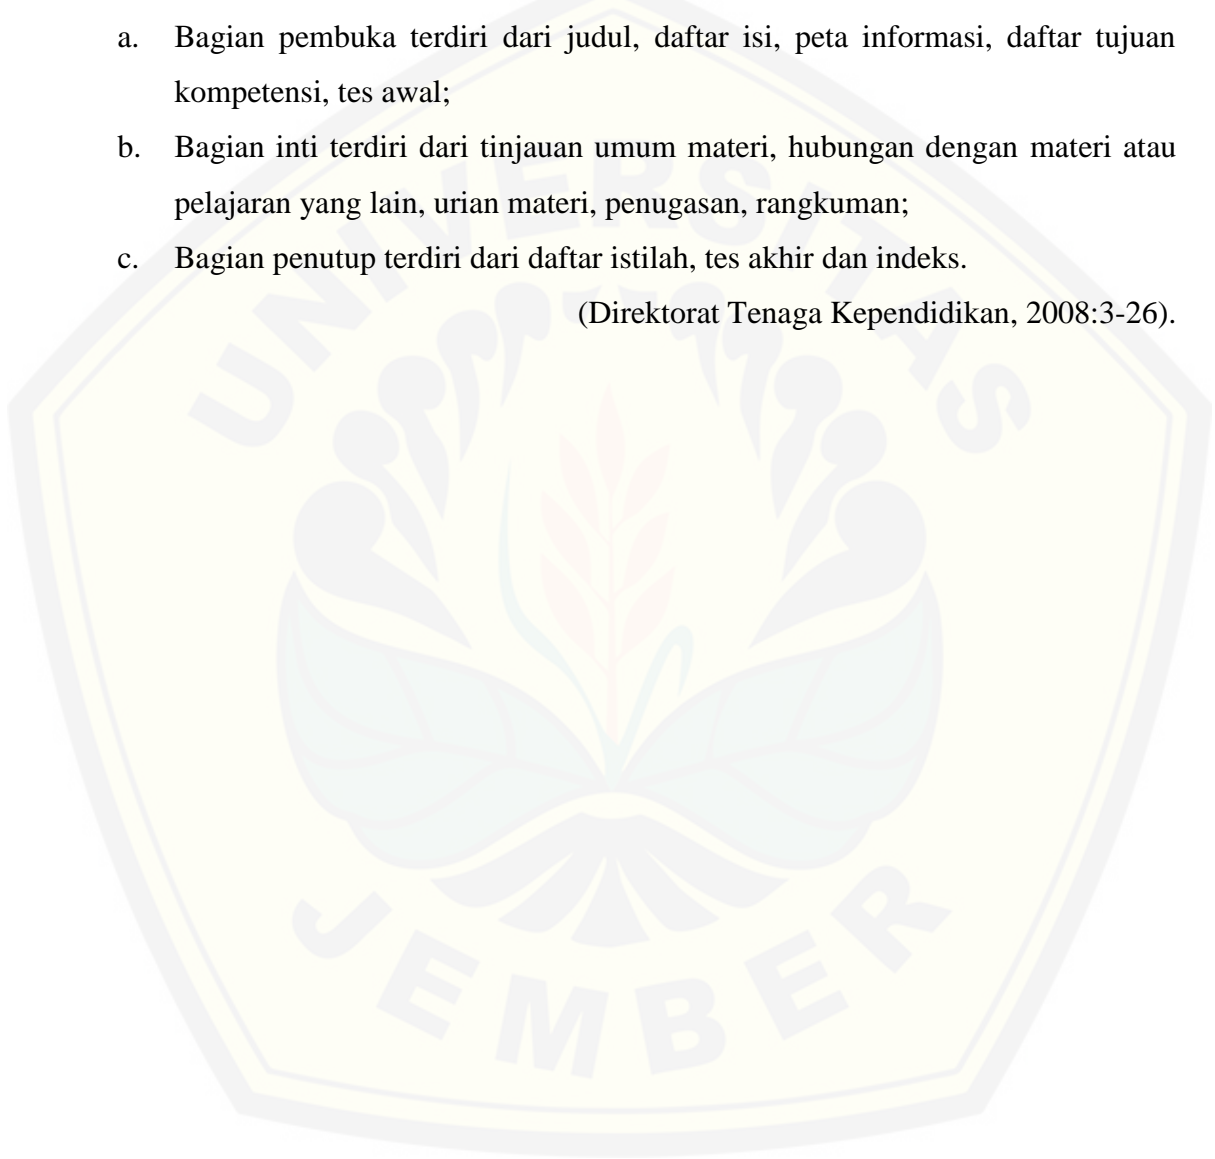 a. Bagian pembuka terdiri dari judul, daftar isi, peta informasi, daftar tujuan
kompetensi, tes awal;
b. Bagian inti terdiri dari tinjauan umum materi, hubungan dengan materi atau
pelajaran yang lain, urian materi, penugasan, rangkuman;
c. Bagian penutup terdiri dari daftar istilah, tes akhir dan indeks.
(Direktorat Tenaga Kependidikan, 2008:3-26).
UNIVERSITAS
JEMBER